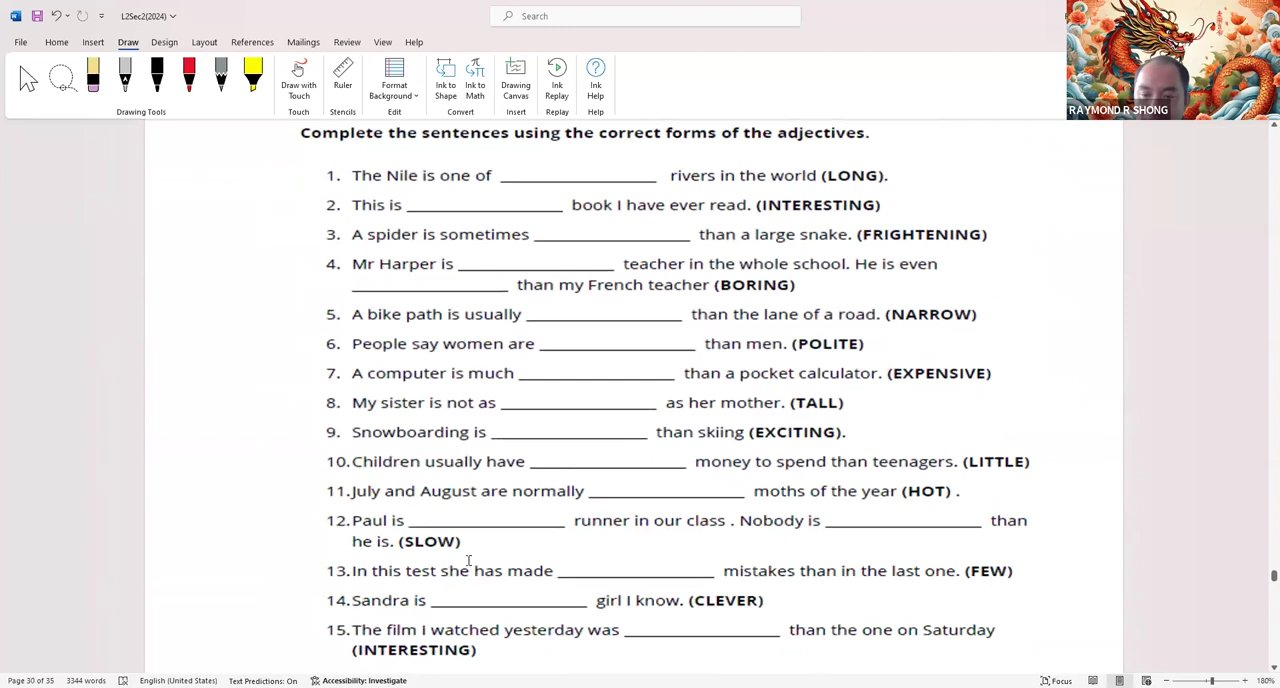 L2Sec2(2024)
Search
File Home Insert Draw Design Layout References Mailings Review View Help
Draw with Touch
Ruler
Format Background
Ink to Shape
Ink to Math
Drawing Canvas
Ink Replay
Ink Help
Drawing Tools Touch Stencils Edit Convert Insert Replay Help
RAYMOND R SHONG
Complete the sentences using the correct forms of the adjectives.
1. The Nile is one of ________________ rivers in the world (LONG).
2. This is ________________ book I have ever read. (INTERESTING)
3. A spider is sometimes ________________ than a large snake. (FRIGHTENING)
4. Mr Harper is ________________ teacher in the whole school. He is even
________________ than my French teacher (BORING)
5. A bike path is usually ________________ than the lane of a road. (NARROW)
6. People say women are ________________ than men. (POLITE)
7. A computer is much ________________ than a pocket calculator. (EXPENSIVE)
8. My sister is not as ________________ as her mother. (TALL)
9. Snowboarding is ________________ than skiing (EXCITING).
10. Children usually have ________________ money to spend than teenagers. (LITTLE)
11. July and August are normally ________________ moths of the year (HOT) .
12. Paul is ________________ runner in our class . Nobody is ________________ than
he is. (SLOW)
13. In this test she has made ________________ mistakes than in the last one. (FEW)
14. Sandra is ________________ girl I know. (CLEVER)
15. The film I watched yesterday was ________________ than the one on Saturday
(INTERESTING)
Page 30 of 35 3344 words English (United States) Text Predictions: On Accessibility: Investigate Focus 180%